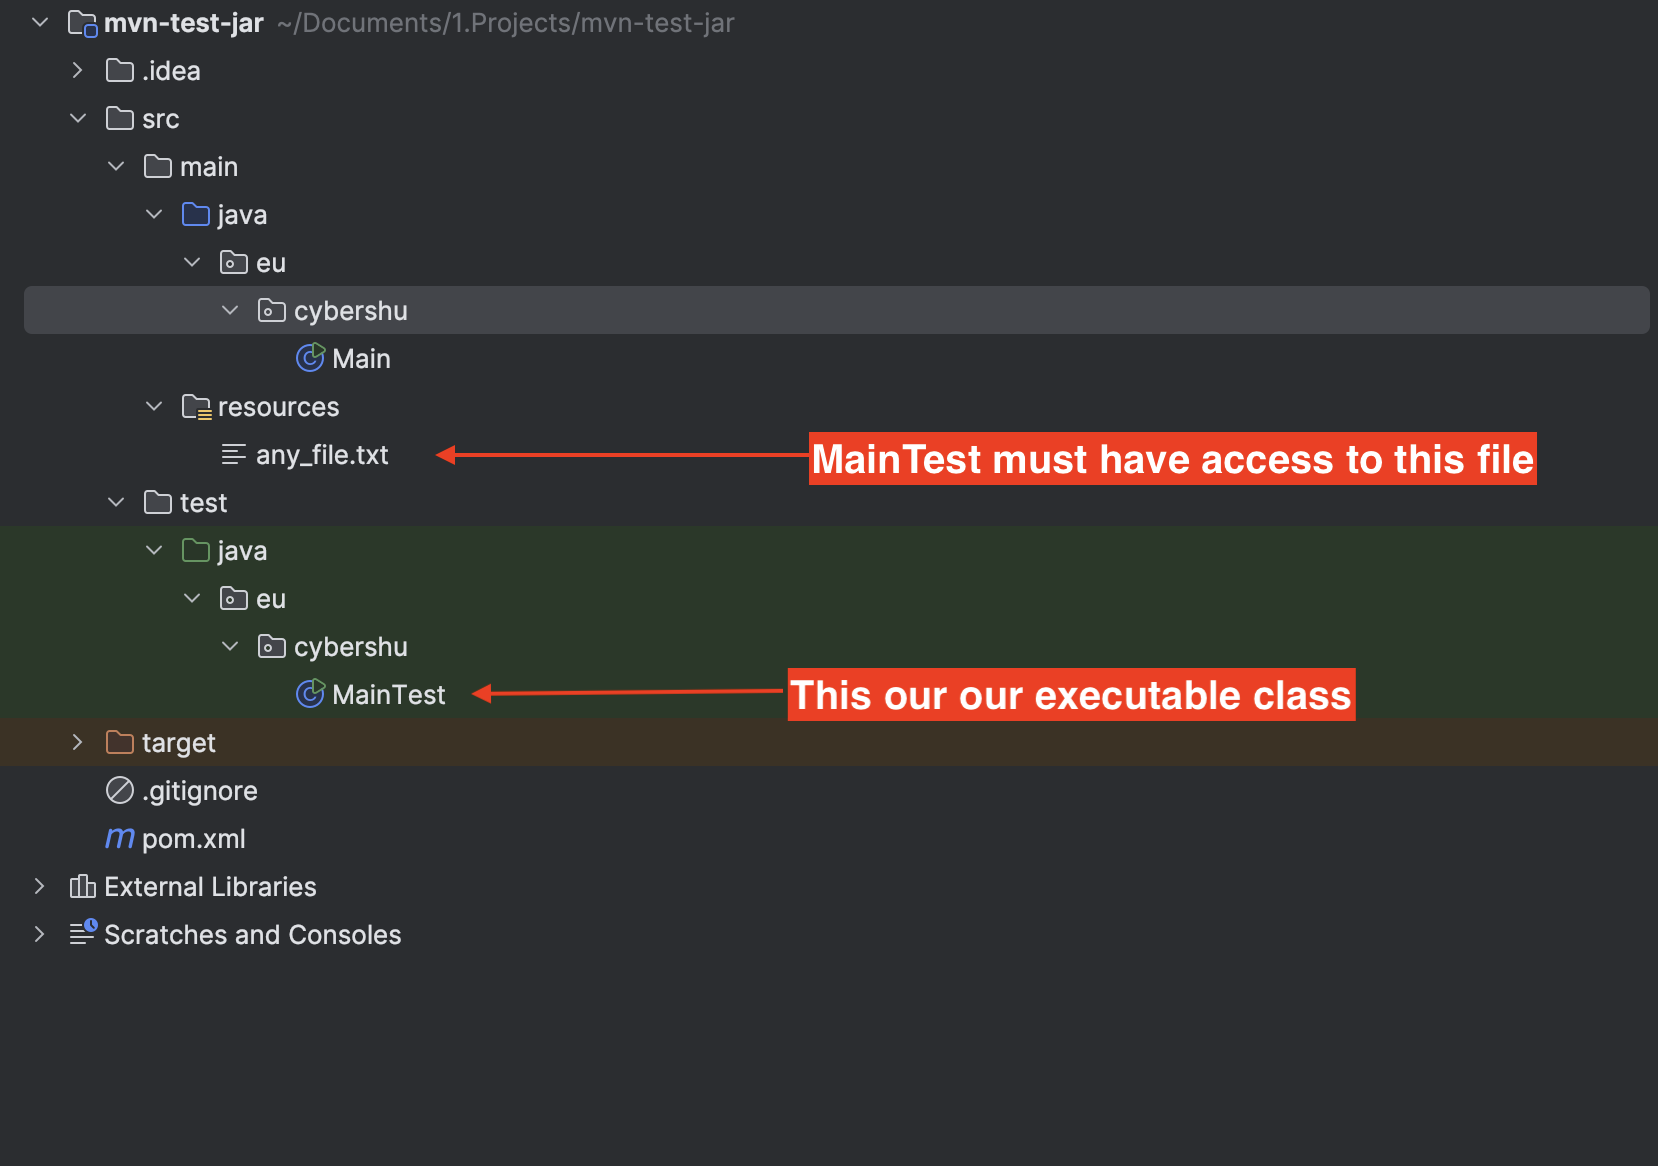 mvn-test-jar ~/Documents/1.Projects/mvn-test-jar
.idea
src
main
java
eu
cybershu
Main
resources
any_file.txt
MainTest must have access to this file
test
java
eu
cybershu
MainTest
This our our executable class
target
.gitignore
pom.xml
External Libraries
Scratches and Consoles